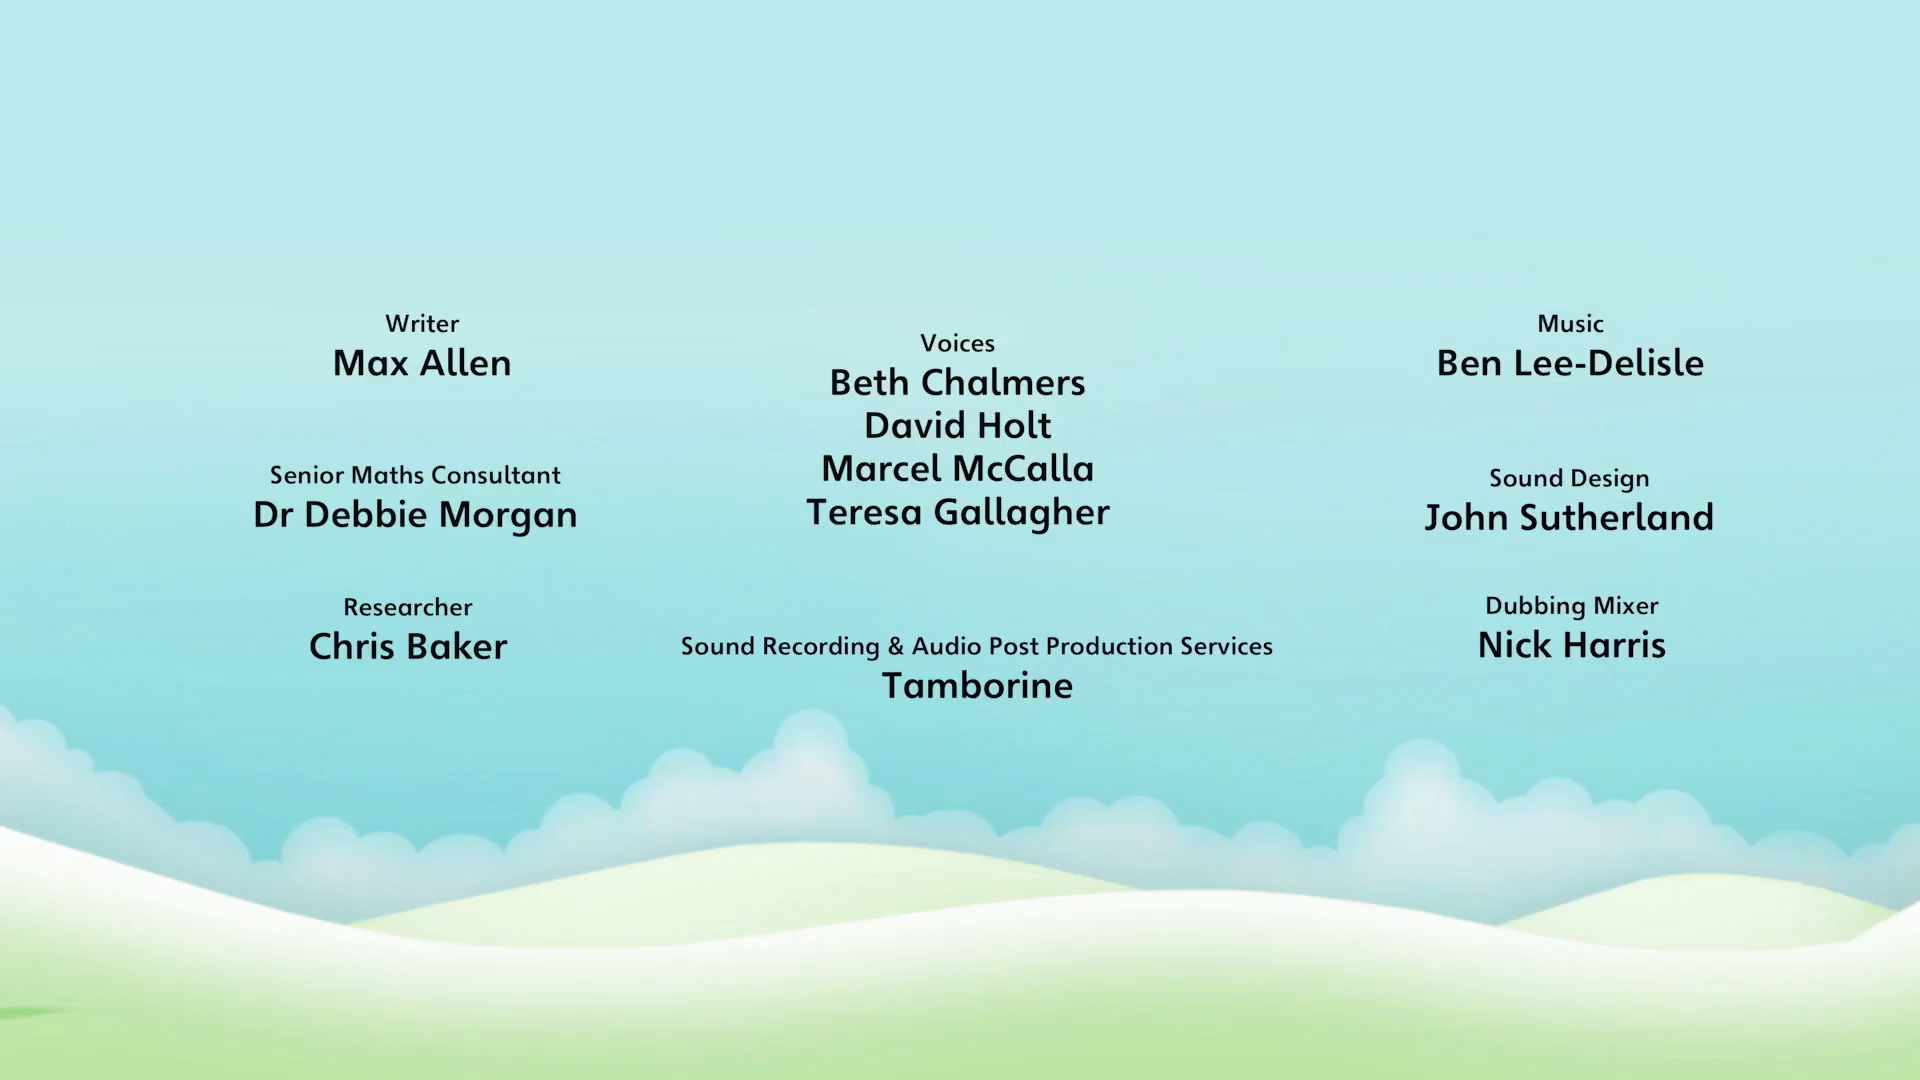 Writer
Max Allen
Senior Maths Consultant
Dr Debbie Morgan
Researcher
Chris Baker
Voices
Beth Chalmers
David Holt
Marcel McCalla
Teresa Gallagher
Sound Recording & Audio Post Production Services
Tamborine
Music
Ben Lee-Delisle
Sound Design
John Sutherland
Dubbing Mixer
Nick Harris